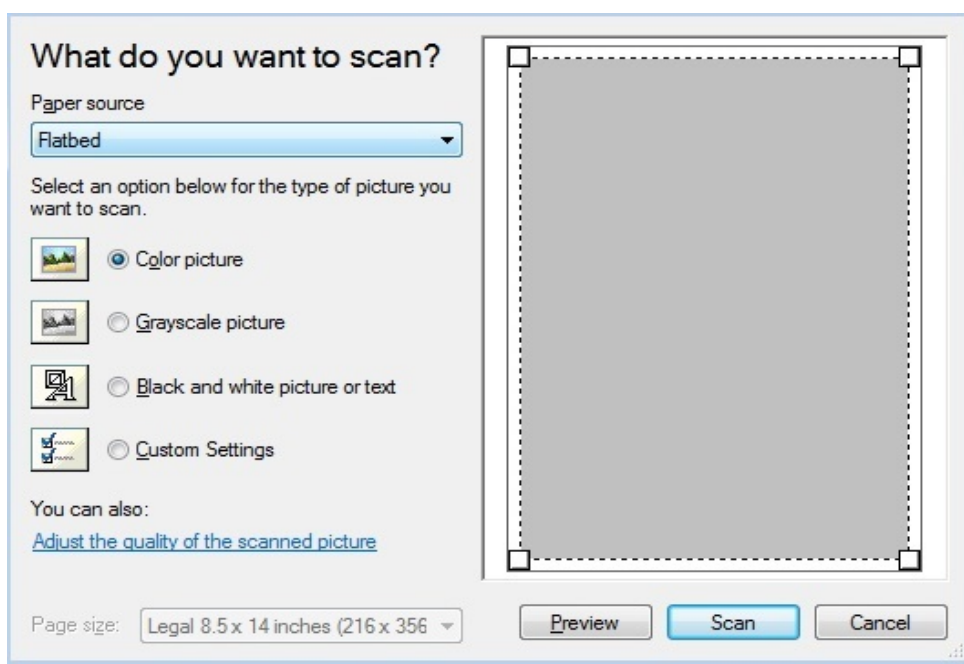 What do you want to scan?
Paper source
Flatbed
Select an option below for the type of picture you
want to scan.
Color picture
Grayscale picture
Black and white picture or text
Custom Settings
You can also:
Adjust the quality of the scanned picture
Page size: Legal 8.5 x 14 inches (216 x 356
Preview Scan Cancel